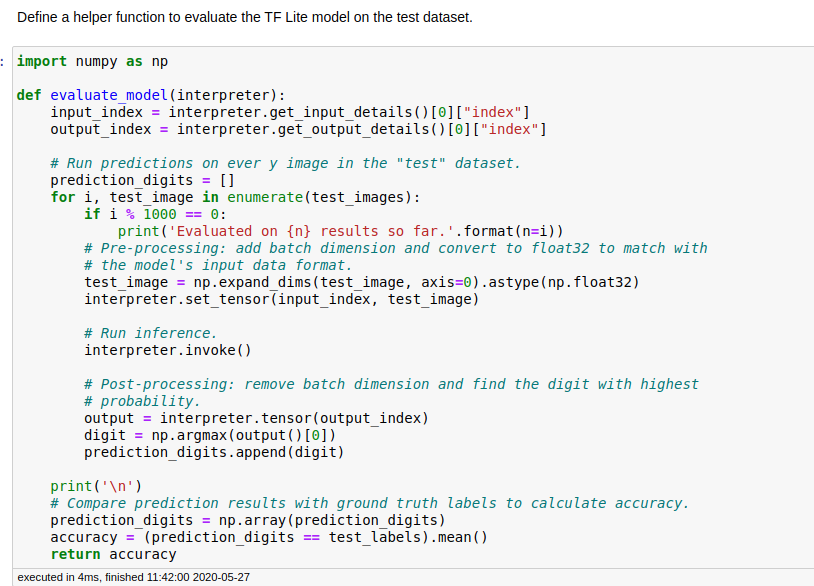 Define a helper function to evaluate the TF Lite model on the test dataset.
: import numpy as np
def evaluate_model(interpreter):
    input_index = interpreter.get_input_details()[0]["index"]
    output_index = interpreter.get_output_details()[0]["index"]
    # Run predictions on ever y image in the "test" dataset.
    prediction_digits = []
    for i, test_image in enumerate(test_images):
        if i % 1000 == 0:
            print('Evaluated on {n} results so far.'.format(n=i))
        # Pre-processing: add batch dimension and convert to float32 to match with
        # the model's input data format.
        test_image = np.expand_dims(test_image, axis=0).astype(np.float32)
        interpreter.set_tensor(input_index, test_image)
        # Run inference.
        interpreter.invoke()
        # Post-processing: remove batch dimension and find the digit with highest
        # probability.
        output = interpreter.tensor(output_index)
        digit = np.argmax(output()[0])
        prediction_digits.append(digit)
    print('\n')
    # Compare prediction results with ground truth labels to calculate accuracy.
    prediction_digits = np.array(prediction_digits)
    accuracy = (prediction_digits == test_labels).mean()
    return accuracy
executed in 4ms, finished 11:42:00 2020-05-27